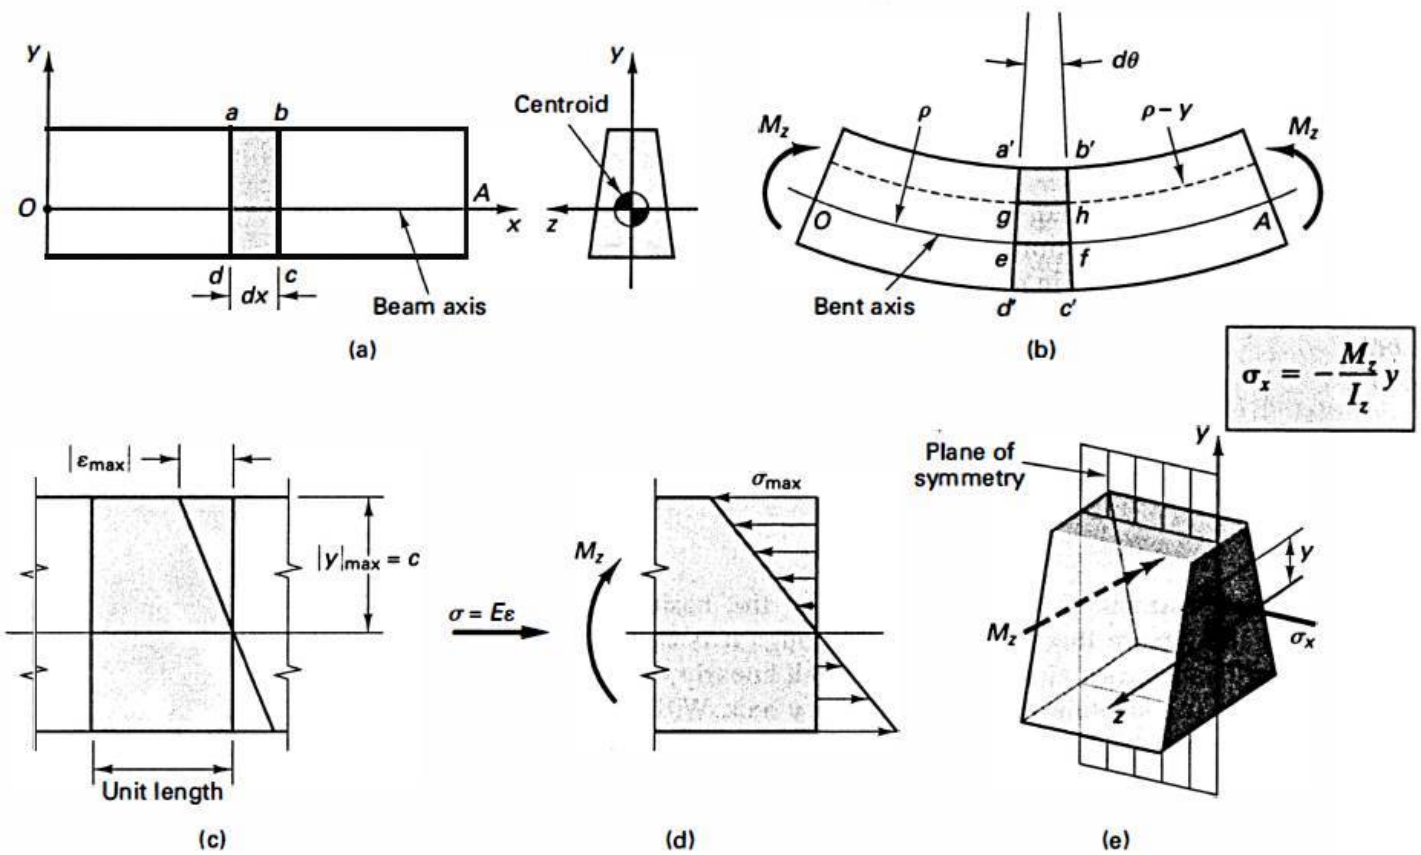 y
a
b
O
A
x
d
c
dx
Beam axis
(a)
y
Centroid
z
dθ
M_z
ρ
ρ – y
M_z
a′
b′
g
h
O
A
e
f
d′
c′
Bent axis
(b)
σ_x = – M_z/I_z y
|ε_max|
|y|_max = c
Unit length
(c)
σ = Eε
σ_max
M_z
(d)
Plane of
symmetry
y
y
M_z
σ_x
z
(e)